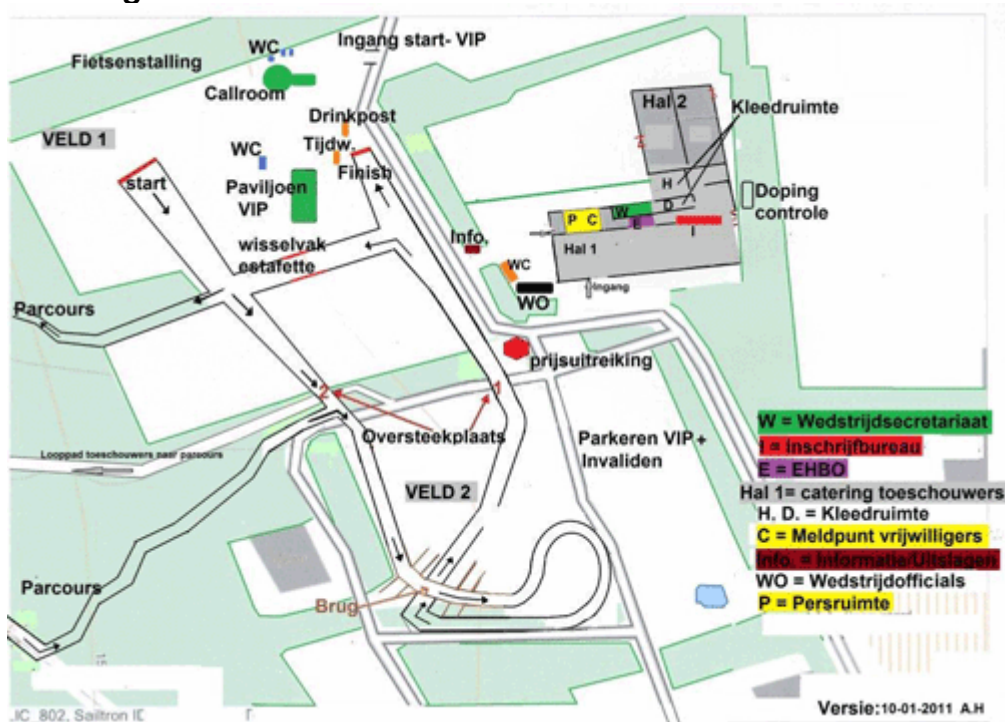 WC
Ingang start- VIP
Fietsenstalling
Callroom
Hal 2
Kleedruimte
Drinkpost
VELD 1
Tijdw.
WC
Finish
start
Paviljoen
VIP
H
D
Doping
controle
W
P C
E
I
Info.
Hal 1
wisselvak
estafette
WC
Ingang
WO
Parcours
prijsuitreiking
2
1
Oversteekplaats
Parkeren VIP +
Invaliden
Looppad toeschouwers naar parcours
VELD 2
W = Wedstrijdsecretariaat
I = Inschrijfbureau
E = EHBO
Hal 1= catering toeschouwers
H. D. = Kleedruimte
C = Meldpunt vrijwilligers
Info. = Informatie/Uitslagen
WO = Wedstrijdofficials
P = Persruimte
Parcours
Brug
15
Versie:10-01-2011 A.H
802, Sailtron